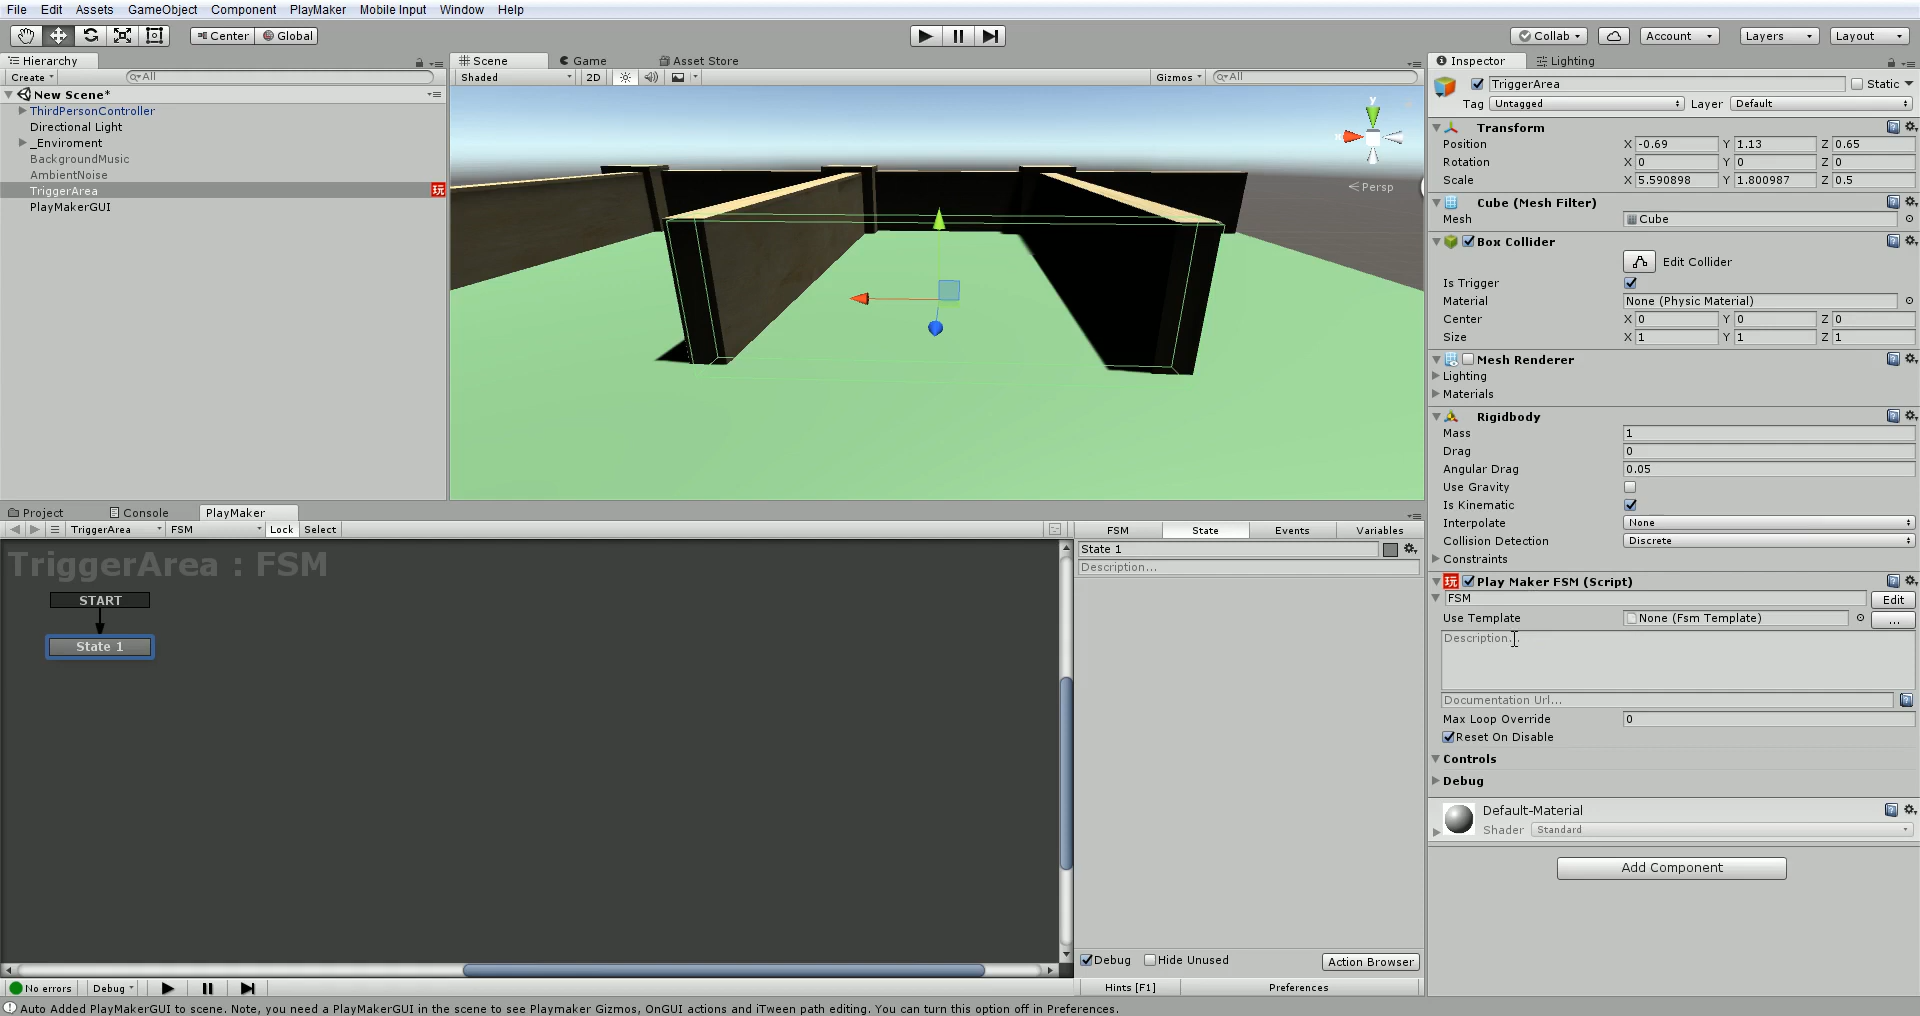 File Edit Assets GameObject Component PlayMaker Mobile Input Window Help
Center Global Collab Account Layers Layout
Hierarchy
Create All
New Scene*
ThirdPersonController
Directional Light
_Enviroment
BackgroundMusic
AmbientNoise
TriggerArea 玩
PlayMakerGUI
Scene Game Asset Store
Shaded 2D Gizmos All
y
x
Persp
Inspector Lighting
TriggerArea Static
Tag Untagged Layer Default
Transform
Position X -0.69 Y 1.13 Z 0.65
Rotation X 0 Y 0 Z 0
Scale X 5.590898 Y 1.800987 Z 0.5
Cube (Mesh Filter)
Mesh Cube
Box Collider
Edit Collider
Is Trigger
Material None (Physic Material)
Center X 0 Y 0 Z 0
Size X 1 Y 1 Z 1
Mesh Renderer
Lighting
Materials
Rigidbody
Mass 1
Drag 0
Angular Drag 0.05
Use Gravity
Is Kinematic
Interpolate None
Collision Detection Discrete
Constraints
玩 Play Maker FSM (Script)
FSM Edit
Use Template None (Fsm Template) ...
Description...
Documentation Url...
Max Loop Override 0
Reset On Disable
Controls
Debug
Default-Material
Shader Standard
Add Component
Project Console PlayMaker
TriggerArea FSM Lock Select
TriggerArea : FSM
START
State 1
FSM State Events Variables
State 1
Description...
Debug Hide Unused Action Browser
No errors Debug Hints [F1] Preferences
Auto Added PlayMakerGUI to scene. Note, you need a PlayMakerGUI in the scene to see Playmaker Gizmos, OnGUI actions and iTween path editing. You can turn this option off in Preferences.